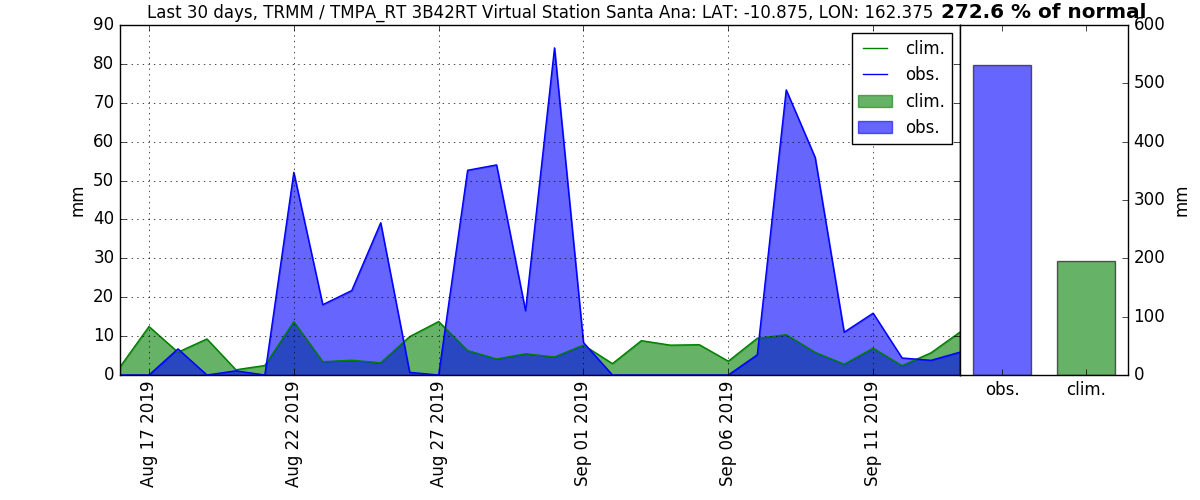 Last 30 days, TRMM / TMPA_RT 3B42RT Virtual Station Santa Ana: LAT: -10.875, LON: 162.375 272.6 % of normal
90
80
70
60
50
40
30
20
10
0
mm
clim.
obs.
clim.
obs.
600
500
400
300
200
100
0
mm
obs. clim.
Aug 17 2019
Aug 22 2019
Aug 27 2019
Sep 01 2019
Sep 06 2019
Sep 11 2019